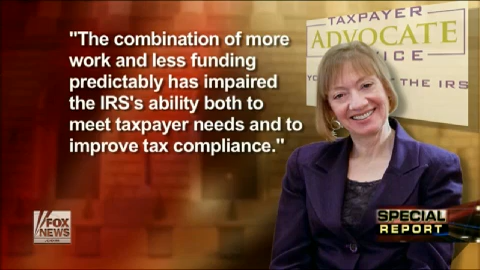 TAXPAYER
ADVOCATE
"The combination of more
work and less funding
predictably has impaired
the IRS's ability both to
meet taxpayer needs and to
improve tax compliance."
THE IRS
FOX
NEWS
SPECIAL
REPORT